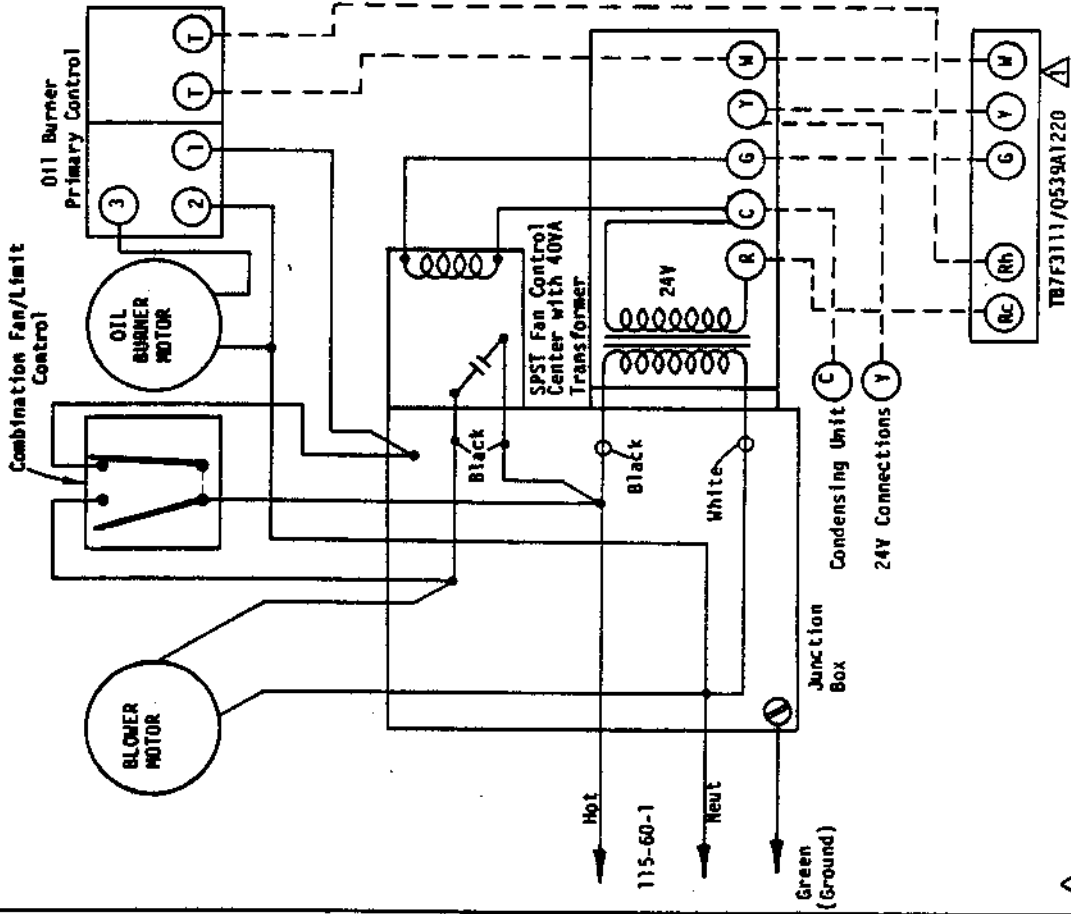 Combination Fan/Limit
Control
Oil Burner
Primary Control
3
2
1
T
T
OIL
BURNER
MOTOR
BLOWER
MOTOR
SPST Fan Control
Center with 40VA
Transformer
24V
R
C
G
Y
W
Black
Black
White
Hot
115-60-1
Neut
Green
(Ground)
Junction
Box
Condensing Unit
C
24V Connections
Y
Rc
Rh
G
Y
W
TB7F3111/Q539A1220
1